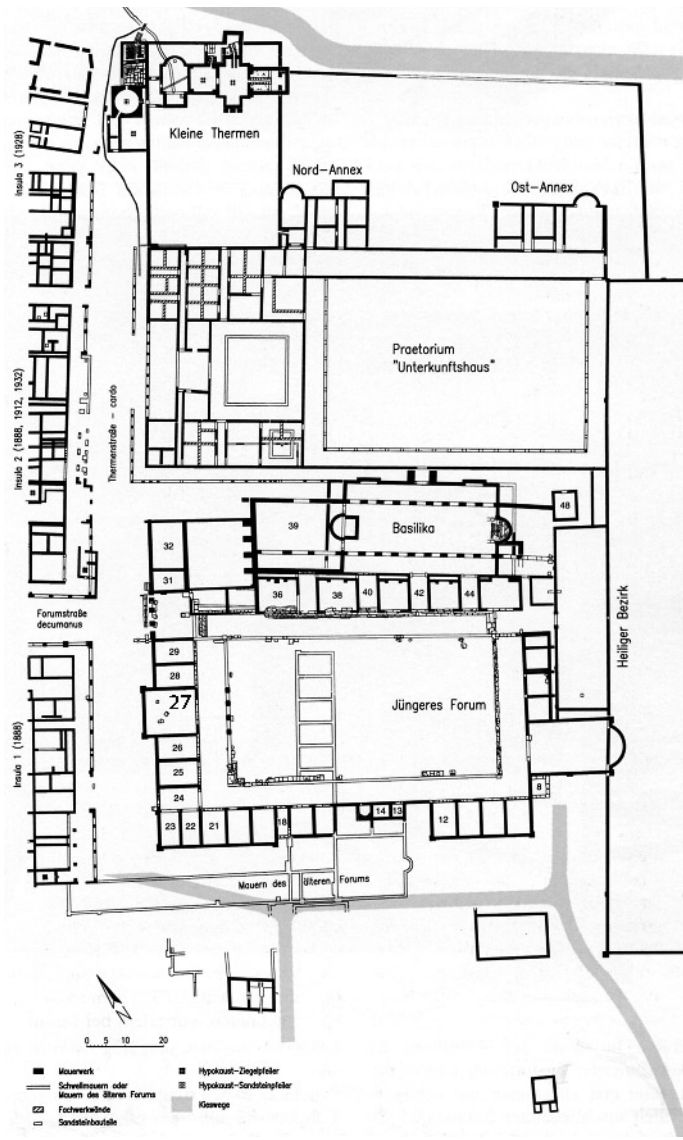 Kleine Thermen
Nord-Annex
Ost-Annex
Insula 3 (1928)
Praetorium
"Unterkunftshaus"
Insula 2 (1888, 1912, 1932)
Thermenstraße - cardo
39
Basilika
48
32
31
36
38
40
42
44
Forumstraße
decumanus
Heiliger Bezirk
29
28
27
Jüngeres Forum
26
25
24
Insula 1 (1888)
8
23
22
21
18
14
13
12
Mauern des älteren Forums
0 5 10 20
Mauerwerk
Schwellmauern oder
Mauern des älteren Forums
Fachwerkwände
Sandsteinbauteile
Hypokaust-Ziegelpfeiler
Hypokaust-Sandsteinpfeiler
Kieswege